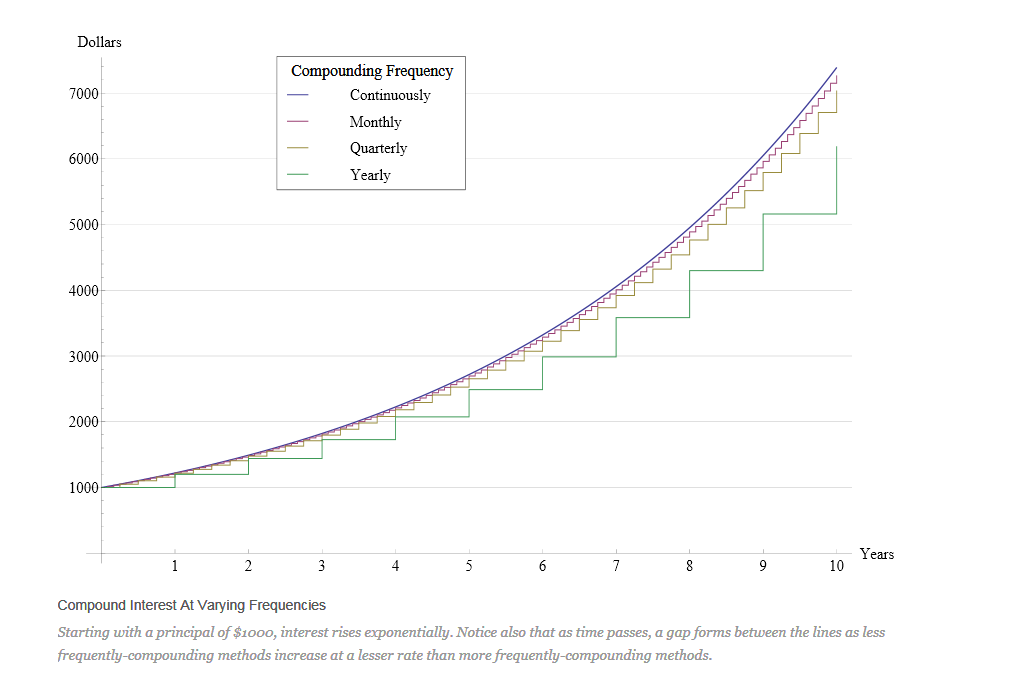 Dollars
Compounding Frequency
Continuously
Monthly
Quarterly
Yearly
7000
6000
5000
4000
3000
2000
1000
1 2 3 4 5 6 7 8 9 10 Years
Compound Interest At Varying Frequencies
Starting with a principal of $1000, interest rises exponentially. Notice also that as time passes, a gap forms between the lines as less
frequently-compounding methods increase at a lesser rate than more frequently-compounding methods.